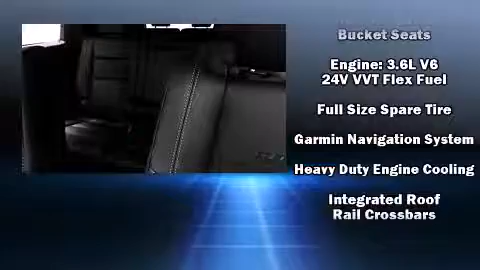 Bucket Seats
Engine: 3.6L V6
24V VVT Flex Fuel
Full Size Spare Tire
Garmin Navigation System
Heavy Duty Engine Cooling
Integrated Roof
Rail Crossbars